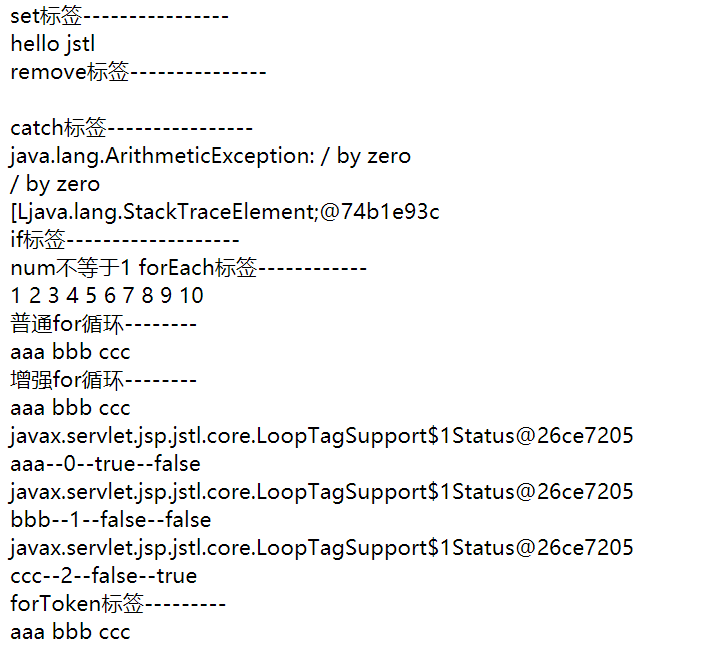 set标签----------------
hello jstl
remove标签---------------
catch标签----------------
java.lang.ArithmeticException: / by zero
/ by zero
[Ljava.lang.StackTraceElement;@74b1e93c
if标签-------------------
num不等于1 forEach标签------------
1 2 3 4 5 6 7 8 9 10
普通for循环--------
aaa bbb ccc
增强for循环--------
aaa bbb ccc
javax.servlet.jsp.jstl.core.LoopTagSupport$1Status@26ce7205
aaa--0--true--false
javax.servlet.jsp.jstl.core.LoopTagSupport$1Status@26ce7205
bbb--1--false--false
javax.servlet.jsp.jstl.core.LoopTagSupport$1Status@26ce7205
ccc--2--false--true
forToken标签---------
aaa bbb ccc